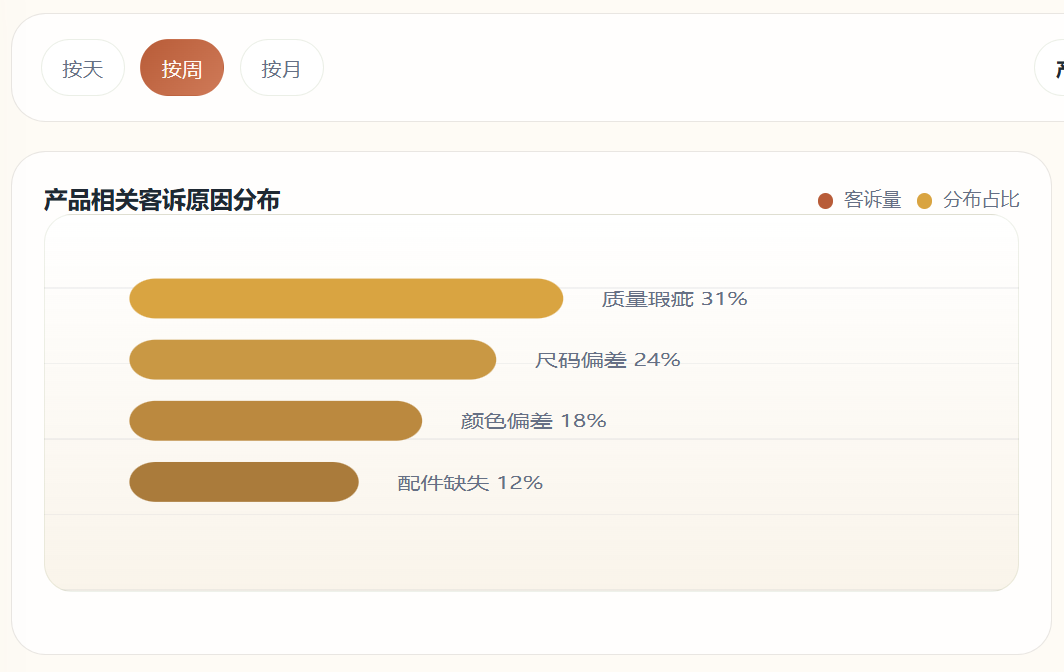 按天 按周 按月
产品相关客诉原因分布
客诉量 分布占比
质量瑕疵 31%
尺码偏差 24%
颜色偏差 18%
配件缺失 12%